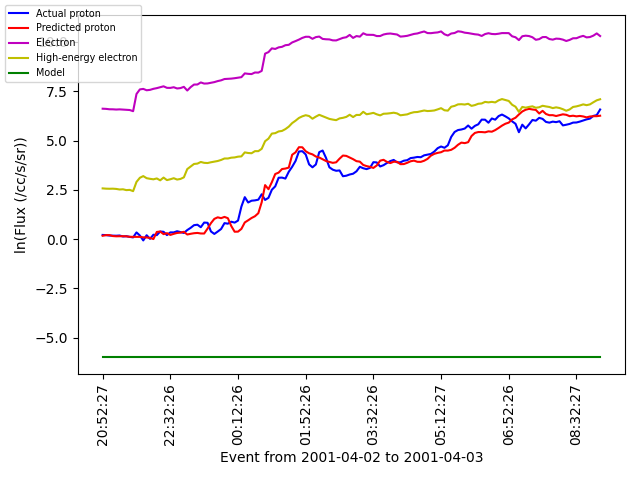 Actual proton
Predicted proton
Electron
High-energy electron
Model
7.5
5.0
2.5
0.0
−2.5
−5.0
ln(Flux (/cc/s/sr))
20:52:27
22:32:26
00:12:26
01:52:26
03:32:26
05:12:27
06:52:26
08:32:27
Event from 2001-04-02 to 2001-04-03